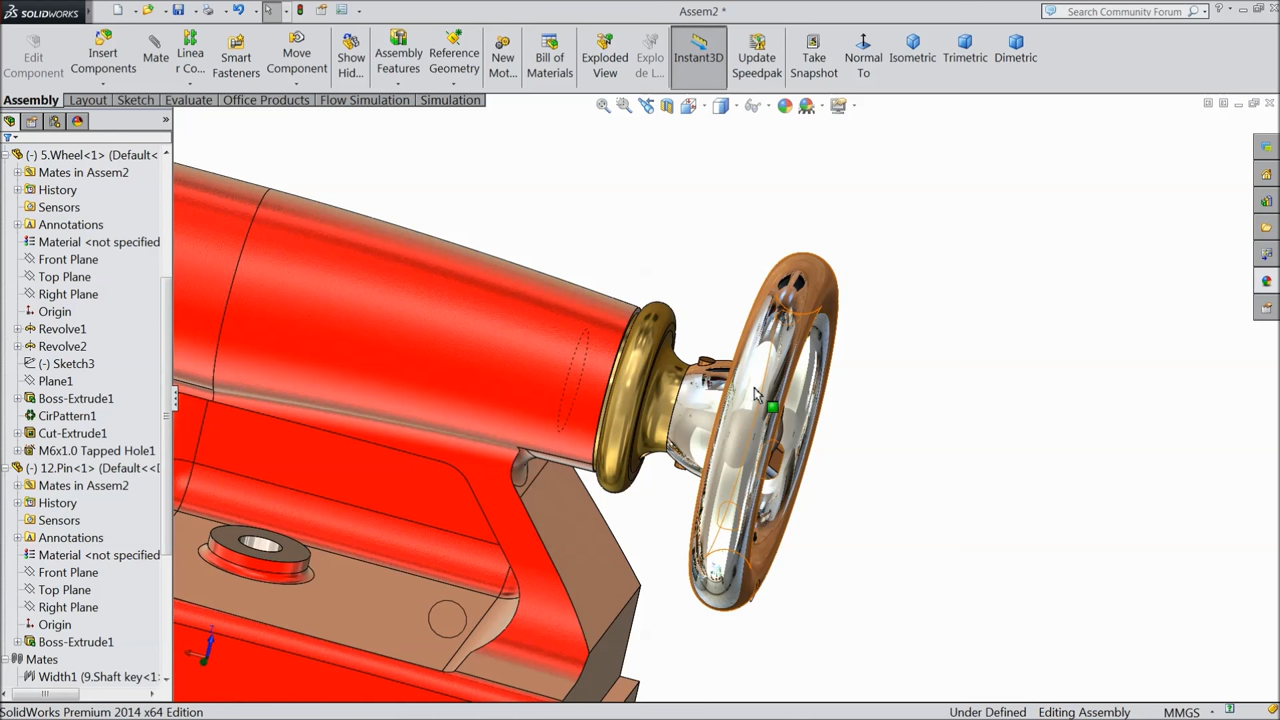 SOLIDWORKS
Assem2 *
Search Community Forum
Edit Component
Insert Components
Mate
Linea r Co...
Smart Fasteners
Move Component
Show Hid...
Assembly Features
Reference Geometry
New Mot...
Bill of Materials
Exploded View
Explo de L...
Instant3D
Update Speedpak
Take Snapshot
Normal To
Isometric
Trimetric
Dimetric
Assembly Layout Sketch Evaluate Office Products Flow Simulation Simulation
(-) 5.Wheel<1> (Default<
Mates in Assem2
History
Sensors
Annotations
Material <not specified
Front Plane
Top Plane
Right Plane
Origin
Revolve1
Revolve2
(-) Sketch3
Plane1
Boss-Extrude1
CirPattern1
Cut-Extrude1
M6x1.0 Tapped Hole1
(-) 12.Pin<1> (Default<<D
Mates in Assem2
History
Sensors
Annotations
Material <not specified
Front Plane
Top Plane
Right Plane
Origin
Boss-Extrude1
Mates
Width1 (9.Shaft key<1>
SolidWorks Premium 2014 x64 Edition
Under Defined
Editing Assembly
MMGS